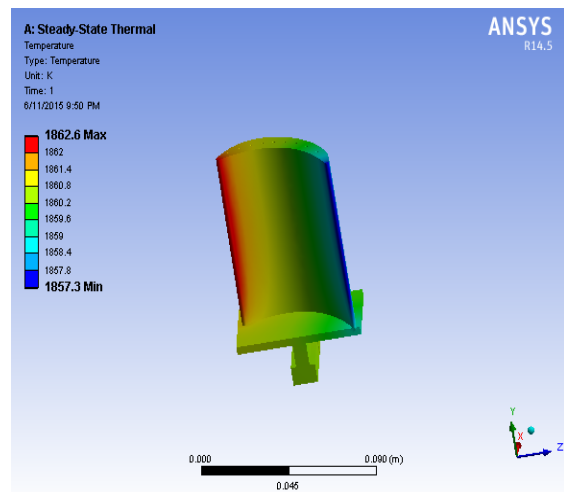 A: Steady-State Thermal
Temperature
Type: Temperature
Unit: K
Time: 1
6/11/2015 9:50 PM
ANSYS
R14.5
1862.6 Max
1862
1861.4
1860.8
1860.2
1859.6
1859
1858.4
1857.8
1857.3 Min
0.000
0.090 (m)
0.045
Y
X
Z